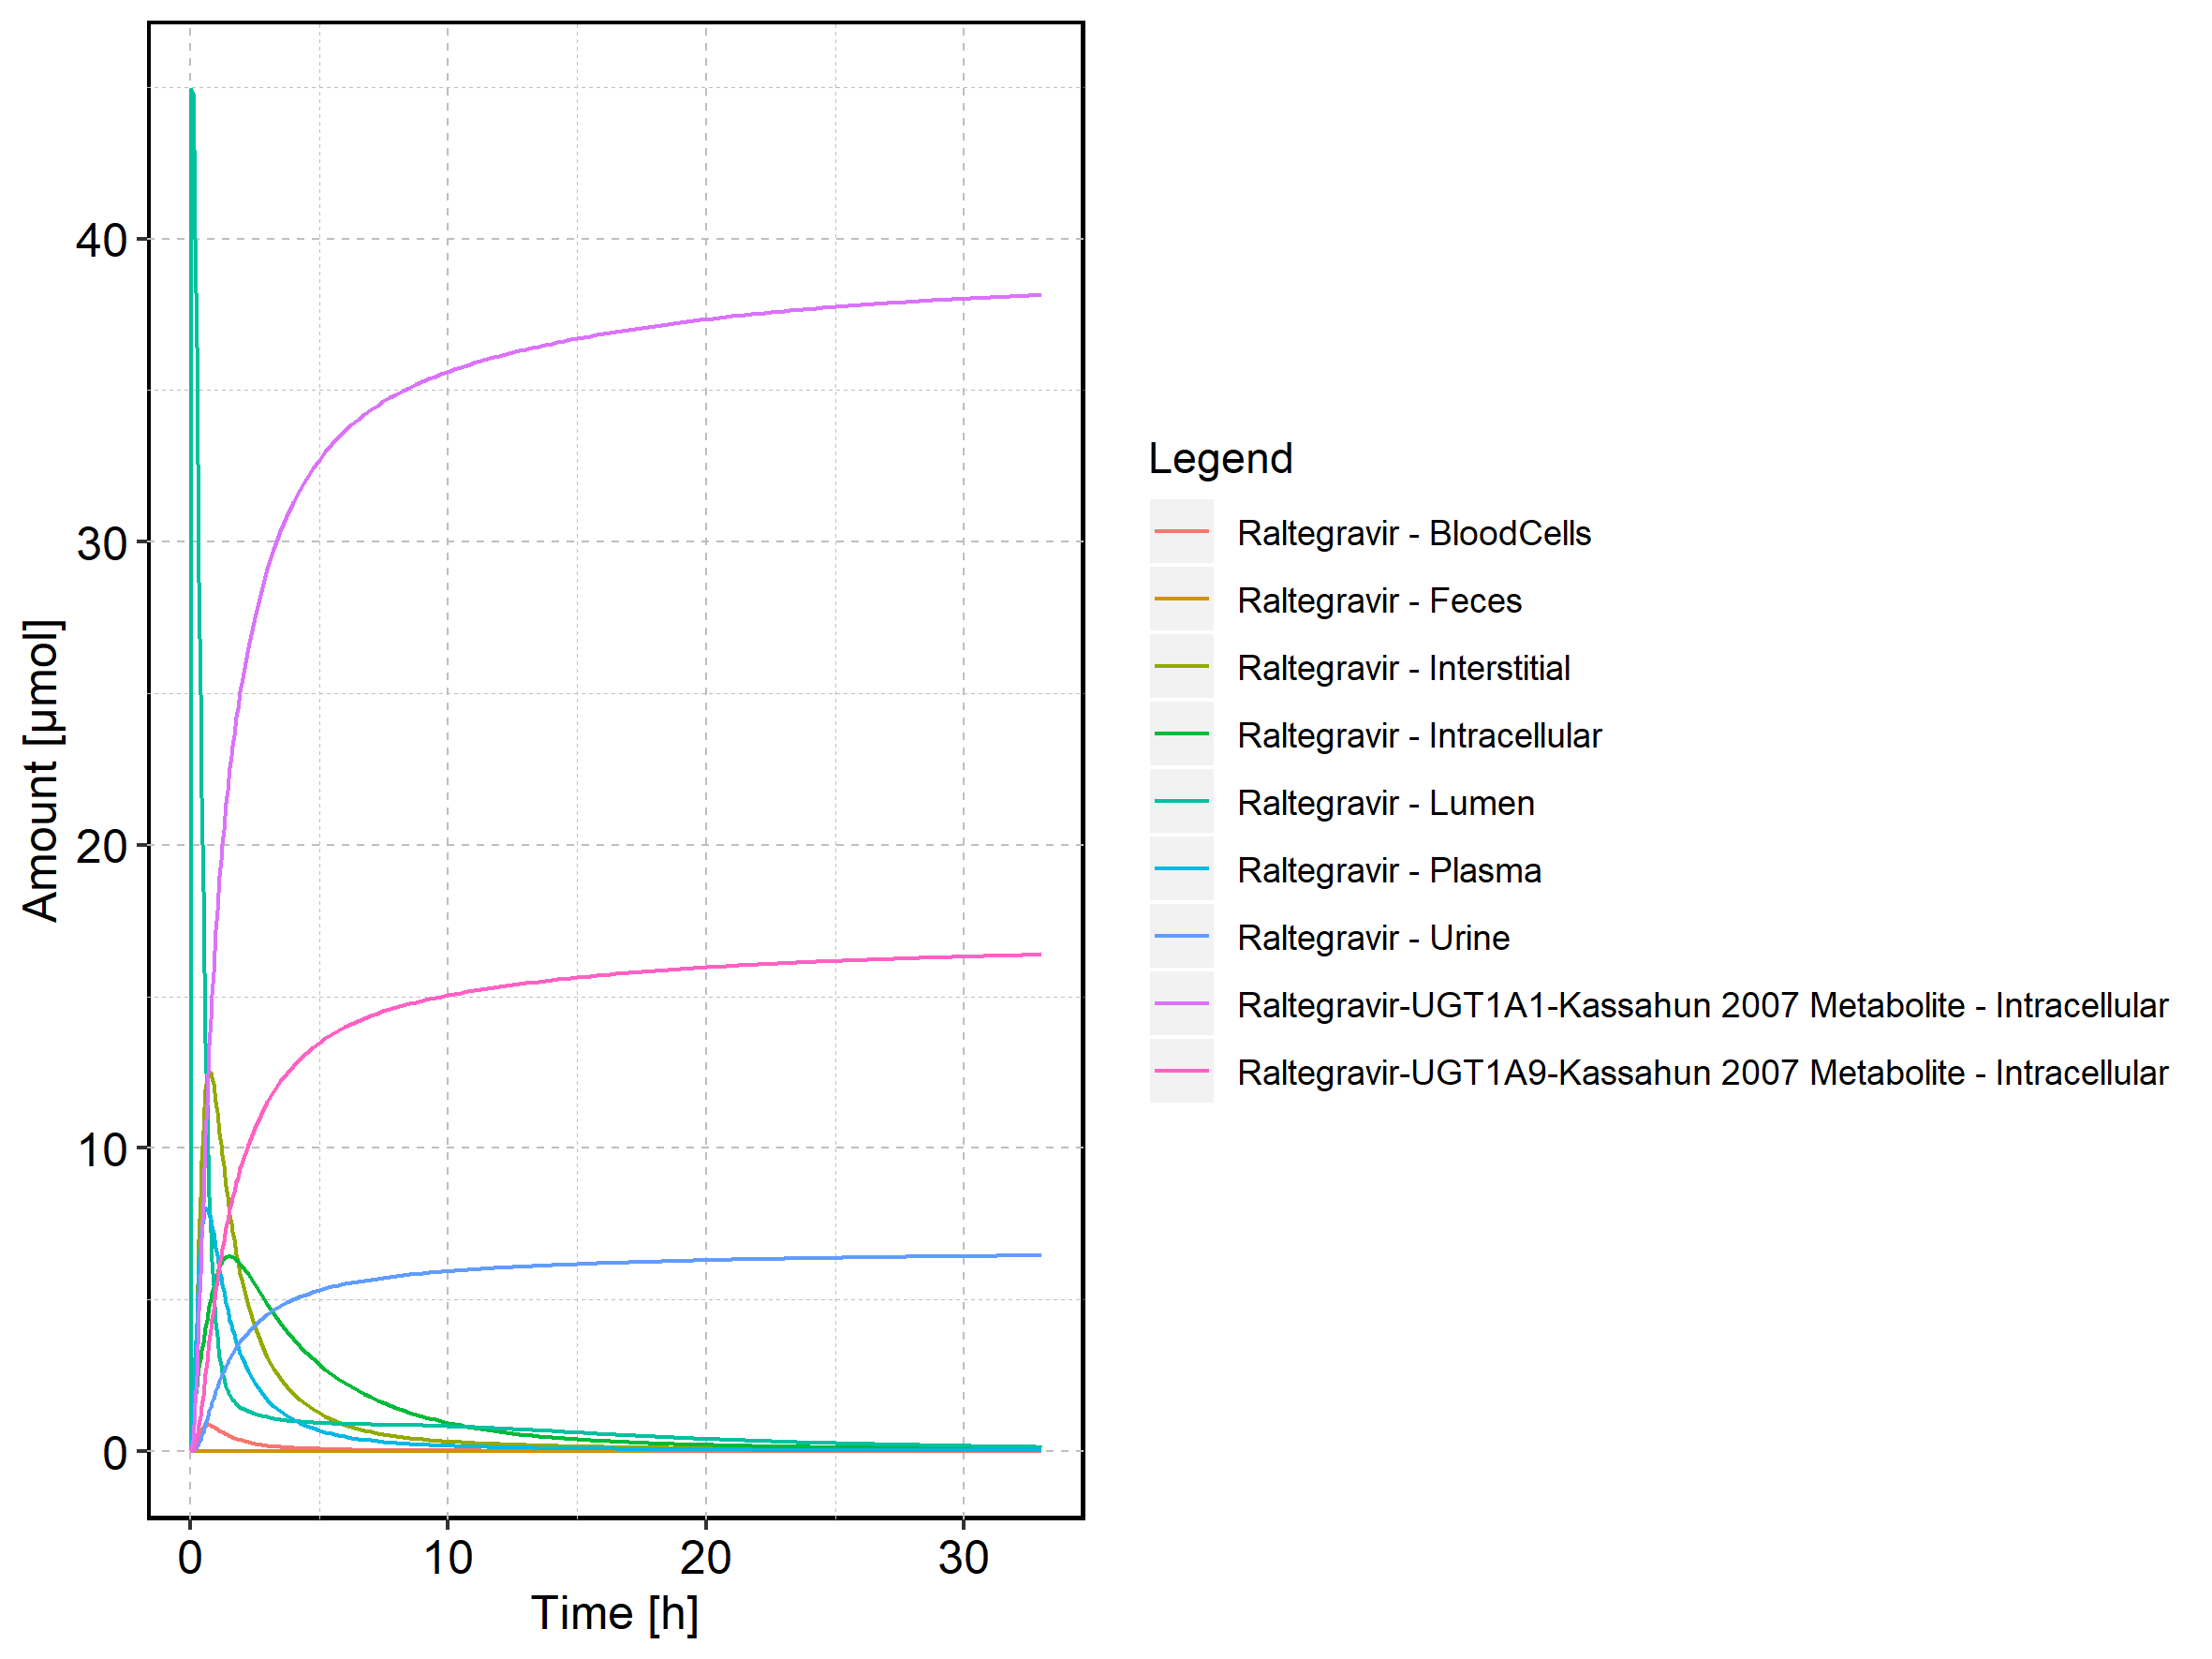 Amount [µmol]
40
30
20
10
0
0 10 20 30
Time [h]
Legend
Raltegravir - BloodCells
Raltegravir - Feces
Raltegravir - Interstitial
Raltegravir - Intracellular
Raltegravir - Lumen
Raltegravir - Plasma
Raltegravir - Urine
Raltegravir-UGT1A1-Kassahun 2007 Metabolite - Intracellular
Raltegravir-UGT1A9-Kassahun 2007 Metabolite - Intracellular